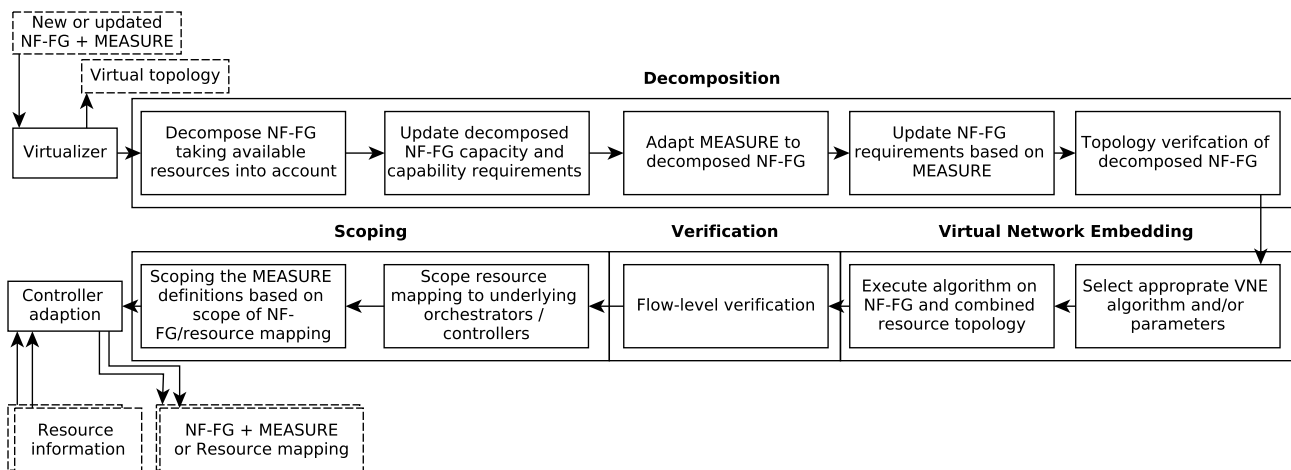 New or updated
NF-FG + MEASURE
Virtual topology
Decomposition
Virtualizer
Decompose NF-FG
taking available
resources into account
Update decomposed
NF-FG capacity and
capability requirements
Adapt MEASURE to
decomposed NF-FG
Update NF-FG
requirements based on
MEASURE
Topology verifcation of
decomposed NF-FG
Scoping
Verification
Virtual Network Embedding
Controller
adaption
Scoping the MEASURE
definitions based on
scope of NF-
FG/resource mapping
Scope resource
mapping to underlying
orchestrators /
controllers
Flow-level verification
Execute algorithm on
NF-FG and combined
resource topology
Select approprate VNE
algorithm and/or
parameters
Resource
information
NF-FG + MEASURE
or Resource mapping